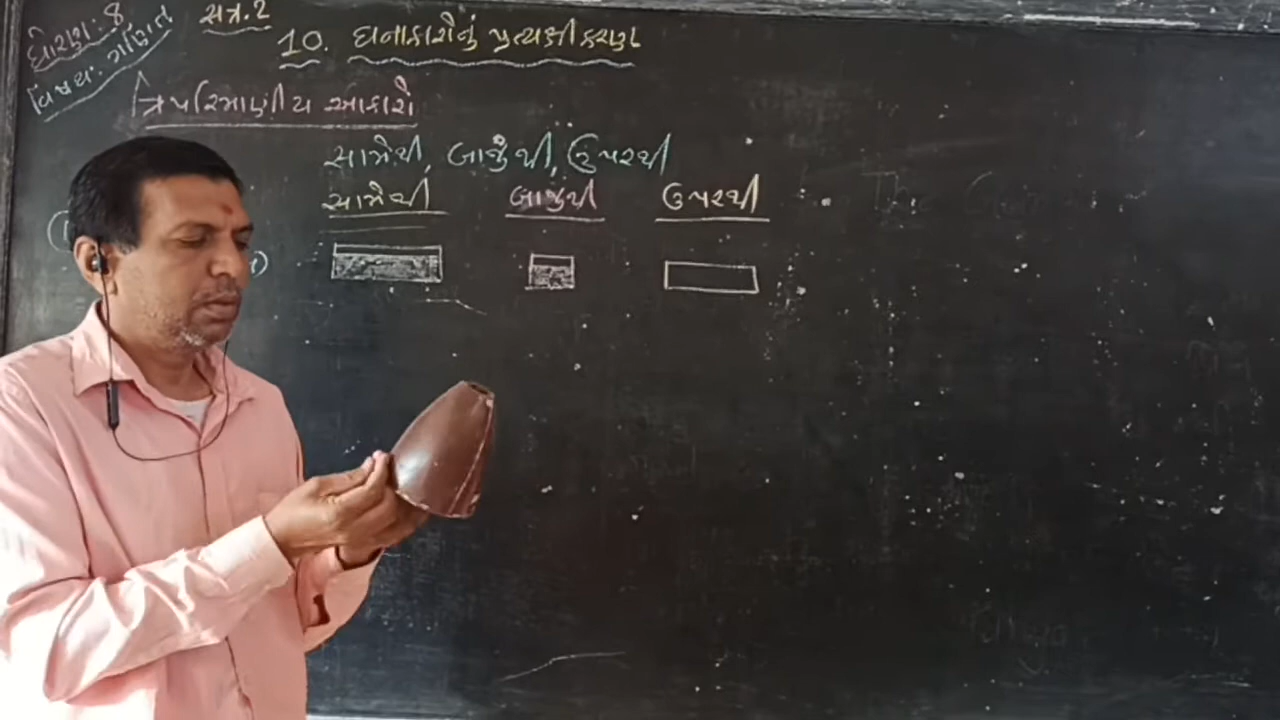 ધોરણ: 8
સત્ર. 2
વિષય: ગણિત
10. ઘનાકારોનું પ્રત્યક્ષીકરણ
ત્રિપરિમાણીય આકારો
સામેથી, બાજુથી, ઉપરથી
સામેથી બાજુથી ઉપરથી